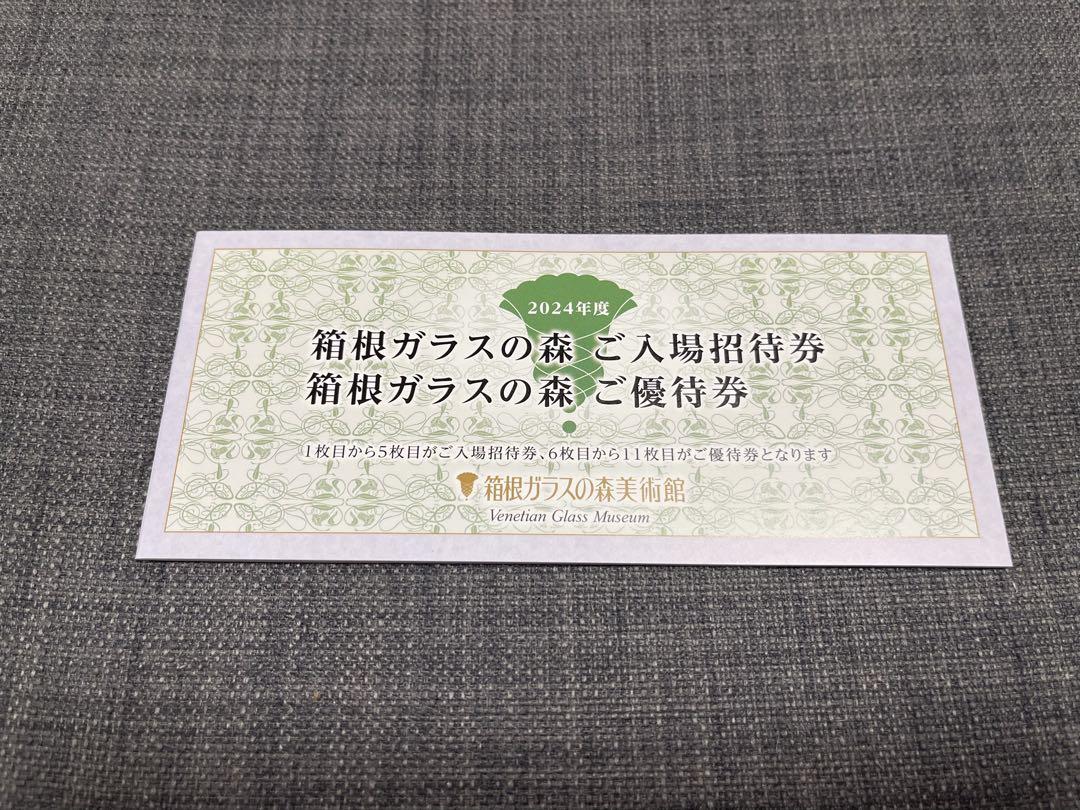 2024年度
箱根ガラスの森 ご入場招待券
箱根ガラスの森 ご優待券
1枚目から5枚目がご入場招待券、6枚目から11枚目がご優待券となります
箱根ガラスの森美術館
Venetian Glass Museum